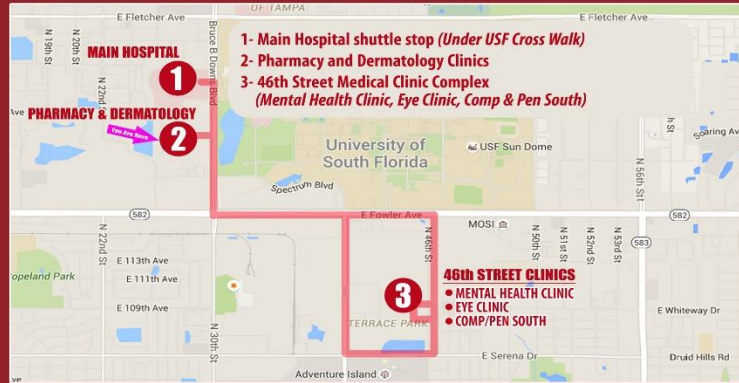 OF TAMPA
E Fletcher Ave
E Fletcher Ave
Bruce B Downs Blvd
N 19th St
N 20th St
N 22nd St
1- Main Hospital shuttle stop (Under USF Cross Walk)
2- Pharmacy and Dermatology Clinics
3- 46th Street Medical Clinic Complex
(Mental Health Clinic, Eye Clinic, Comp & Pen South)
MAIN HOSPITAL
1
PHARMACY & DERMATOLOGY
You Are Here
2
Ave
University of
South Florida
USF Sun Dome
N 56th St
Soaring Av
Spectrum Blvd
582
E Fowler Ave
MOSI
582
583
N 22nd St
N 46th St
N 50th St
N 51st St
N 52nd St
N 53rd St
E 113th Ave
E 111th Ave
opeland Park
E 109th Ave
N 30th St
3
46th STREET CLINICS
• MENTAL HEALTH CLINIC
• EYE CLINIC
• COMP/PEN SOUTH
TERRACE PARK
E Whiteway Dr
E Serena Dr
Druid Hills Rd
Adventure Island
ve